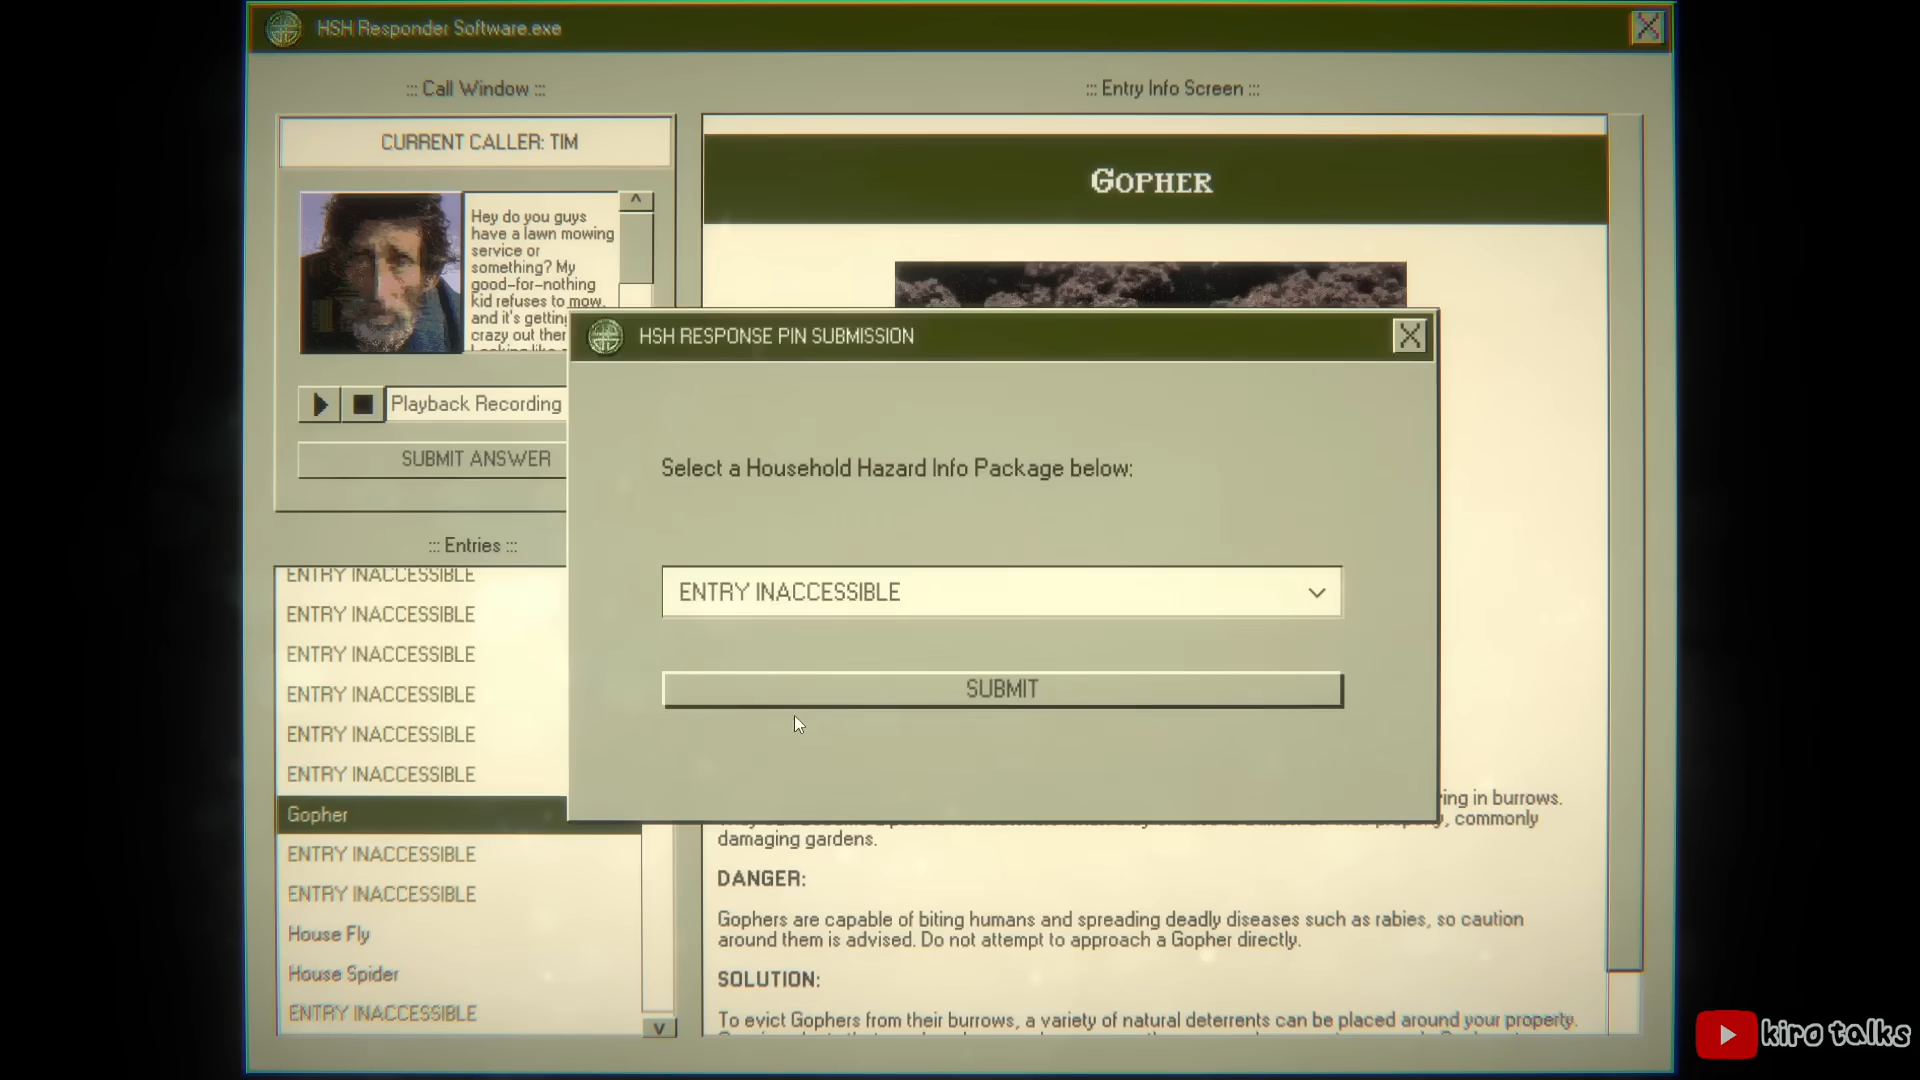 HSH Responder Software.exe
::: Call Window :::
::: Entry Info Screen :::
CURRENT CALLER: TIM
Hey do you guys
have a lawn mowing
service or
something? My
good-for-nothing
kid refuses to mow,
and it's getting
crazy out there
Looking like
Playback Recording
SUBMIT ANSWER
::: Entries :::
ENTRY INACCESSIBLE
ENTRY INACCESSIBLE
ENTRY INACCESSIBLE
ENTRY INACCESSIBLE
ENTRY INACCESSIBLE
ENTRY INACCESSIBLE
Gopher
ENTRY INACCESSIBLE
ENTRY INACCESSIBLE
House Fly
House Spider
ENTRY INACCESSIBLE
GOPHER
HSH RESPONSE PIN SUBMISSION
Select a Household Hazard Info Package below:
ENTRY INACCESSIBLE
SUBMIT
in burrows.
commonly
damaging gardens.
DANGER:
Gophers are capable of biting humans and spreading deadly diseases such as rabies, so caution
around them is advised. Do not attempt to approach a Gopher directly.
SOLUTION:
To evict Gophers from their burrows, a variety of natural deterrents can be placed around your property.
kiro talks